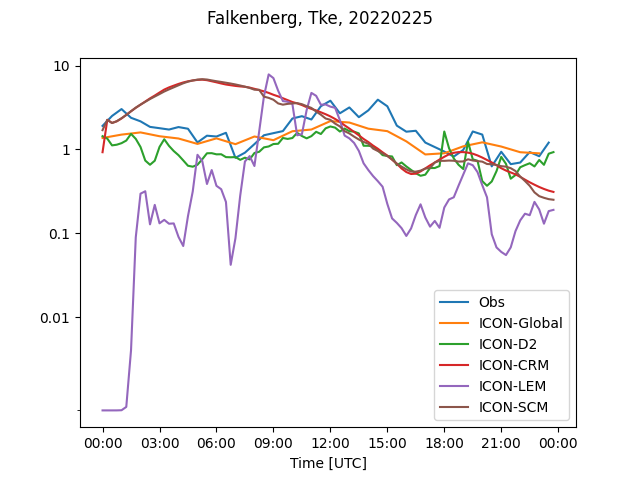 Falkenberg, Tke, 20220225
10
1
0.1
0.01
00:00 03:00 06:00 09:00 12:00 15:00 18:00 21:00 00:00
Time [UTC]
Obs
ICON-Global
ICON-D2
ICON-CRM
ICON-LEM
ICON-SCM